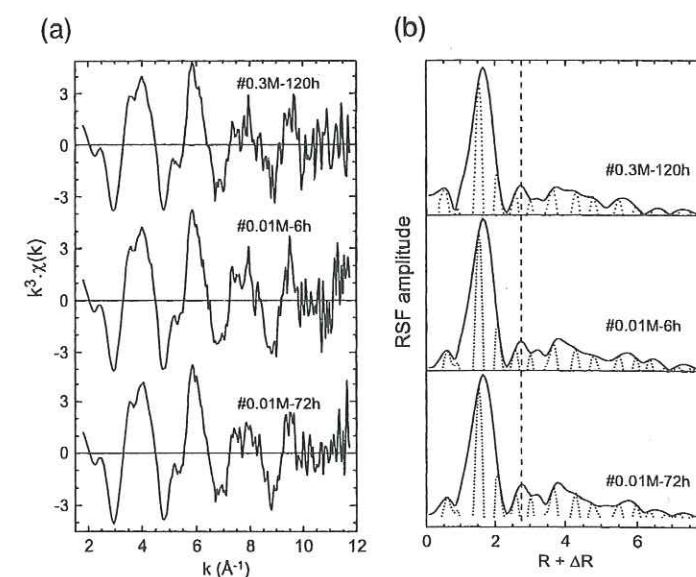 (a)
#0.3M-120h
3
0
-3
#0.01M-6h
3
0
-3
#0.01M-72h
3
0
-3
k³·χ(k)
2 4 6 8 10 12
k (Å⁻¹)
(b)
#0.3M-120h
#0.01M-6h
#0.01M-72h
RSF amplitude
0 2 4 6
R + ΔR